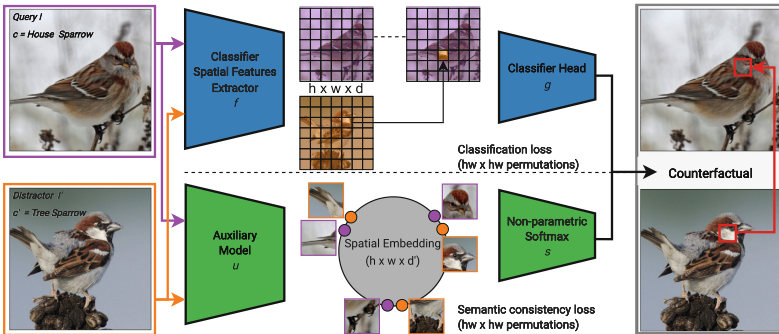 Query I
c = House Sparrow
Classifier
Spatial Features
Extractor
f
h x w x d
Classifier Head
g
Classification loss
(hw x hw permutations)
Counterfactual
Distractor I'
c' = Tree Sparrow
Auxiliary
Model
u
Spatial Embedding
(h x w x d')
Non-parametric
Softmax
s
Semantic consistency loss
(hw x hw permutations)